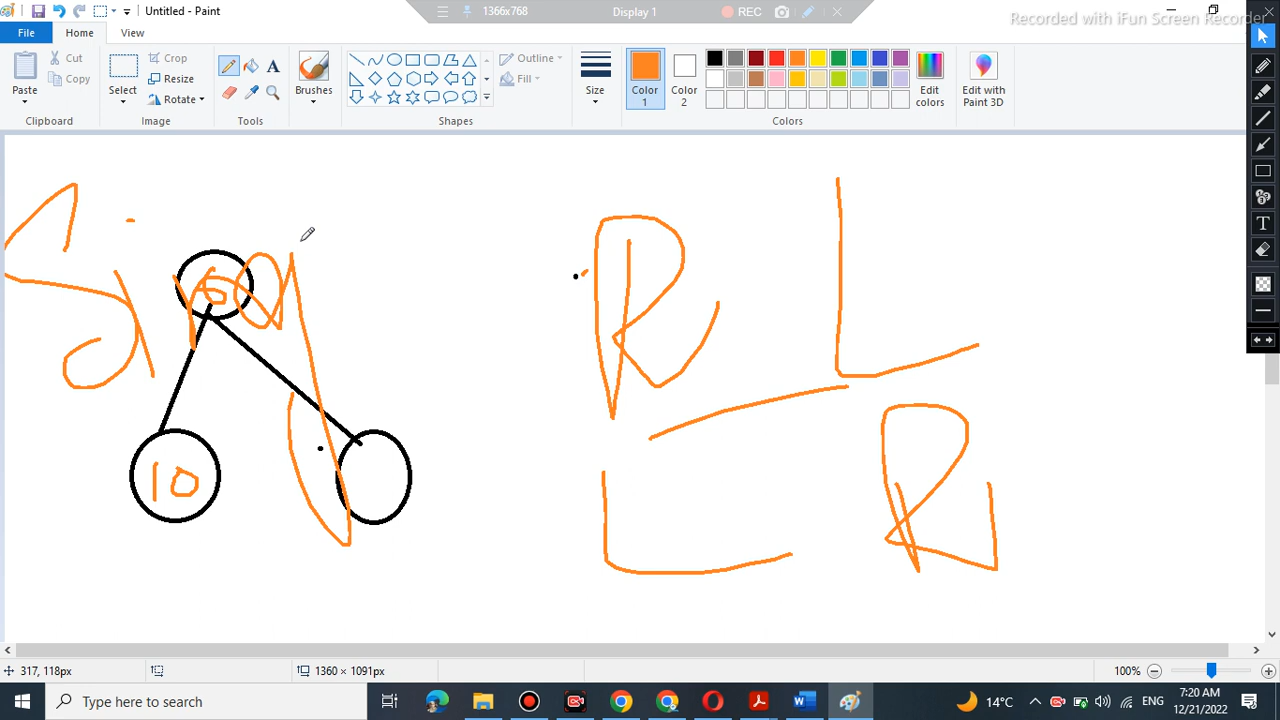 Untitled - Paint
1366x768
Display 1
REC
Recorded with iFun Screen Recorder
File
Home
View
Paste
Cut
Copy
Clipboard
Select
Crop
Resize
Rotate
Image
Tools
Brushes
Shapes
Outline
Fill
Size
Color 1
Color 2
Edit colors
Colors
Edit with Paint 3D
R
L
10
L
R
317, 118px
1360 × 1091px
100%
Type here to search
14°C
ENG
7:20 AM
12/21/2022